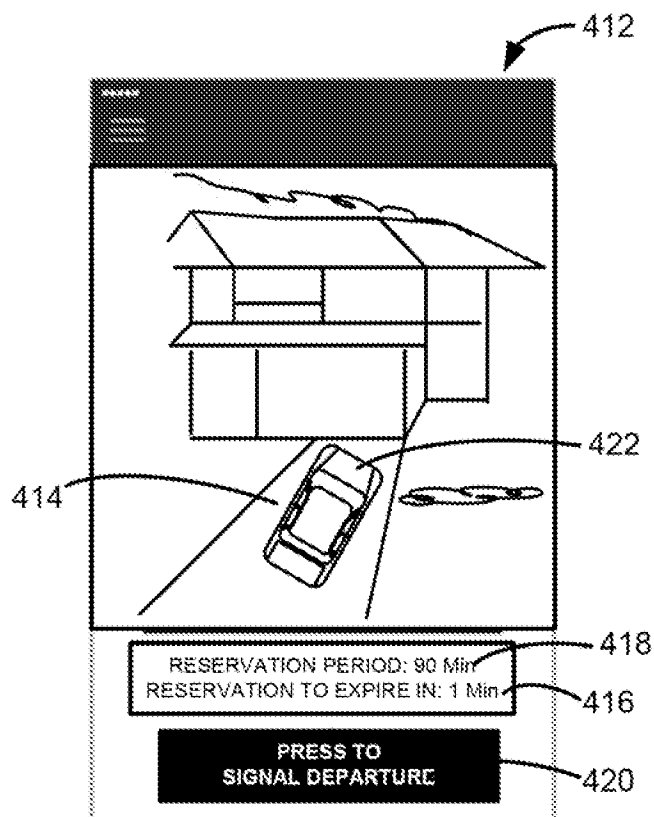 412
422
414
RESERVATION PERIOD: 90 Min
418
RESERVATION TO EXPIRE IN: 1 Min
416
PRESS TO
SIGNAL DEPARTURE
420